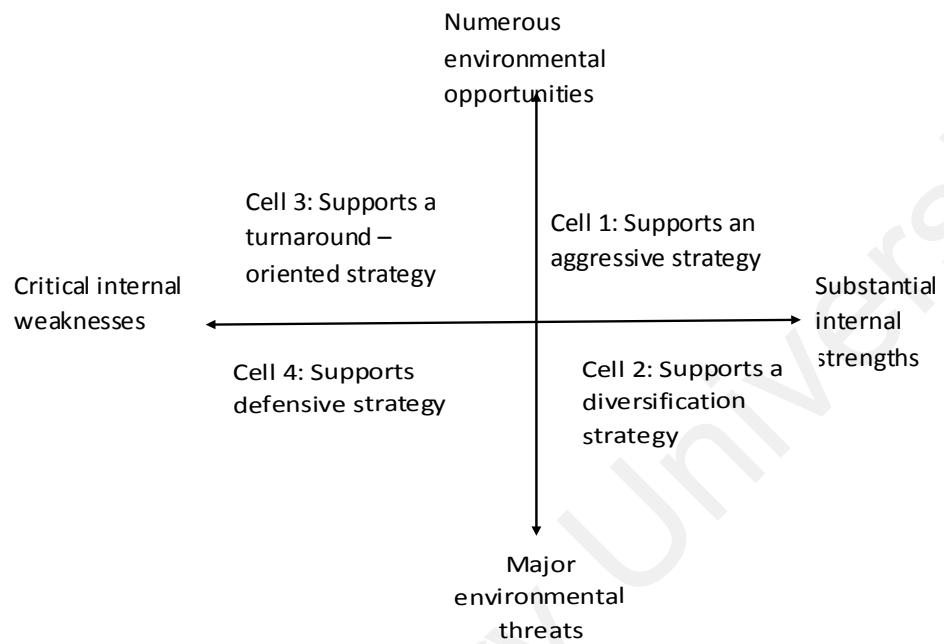 Numerous
environmental
opportunities
Cell 3: Supports a
turnaround –
oriented strategy
Cell 1: Supports an
aggressive strategy
Critical internal
weaknesses
Substantial
internal
strengths
Cell 4: Supports
defensive strategy
Cell 2: Supports a
diversification
strategy
Major
environmental
threats